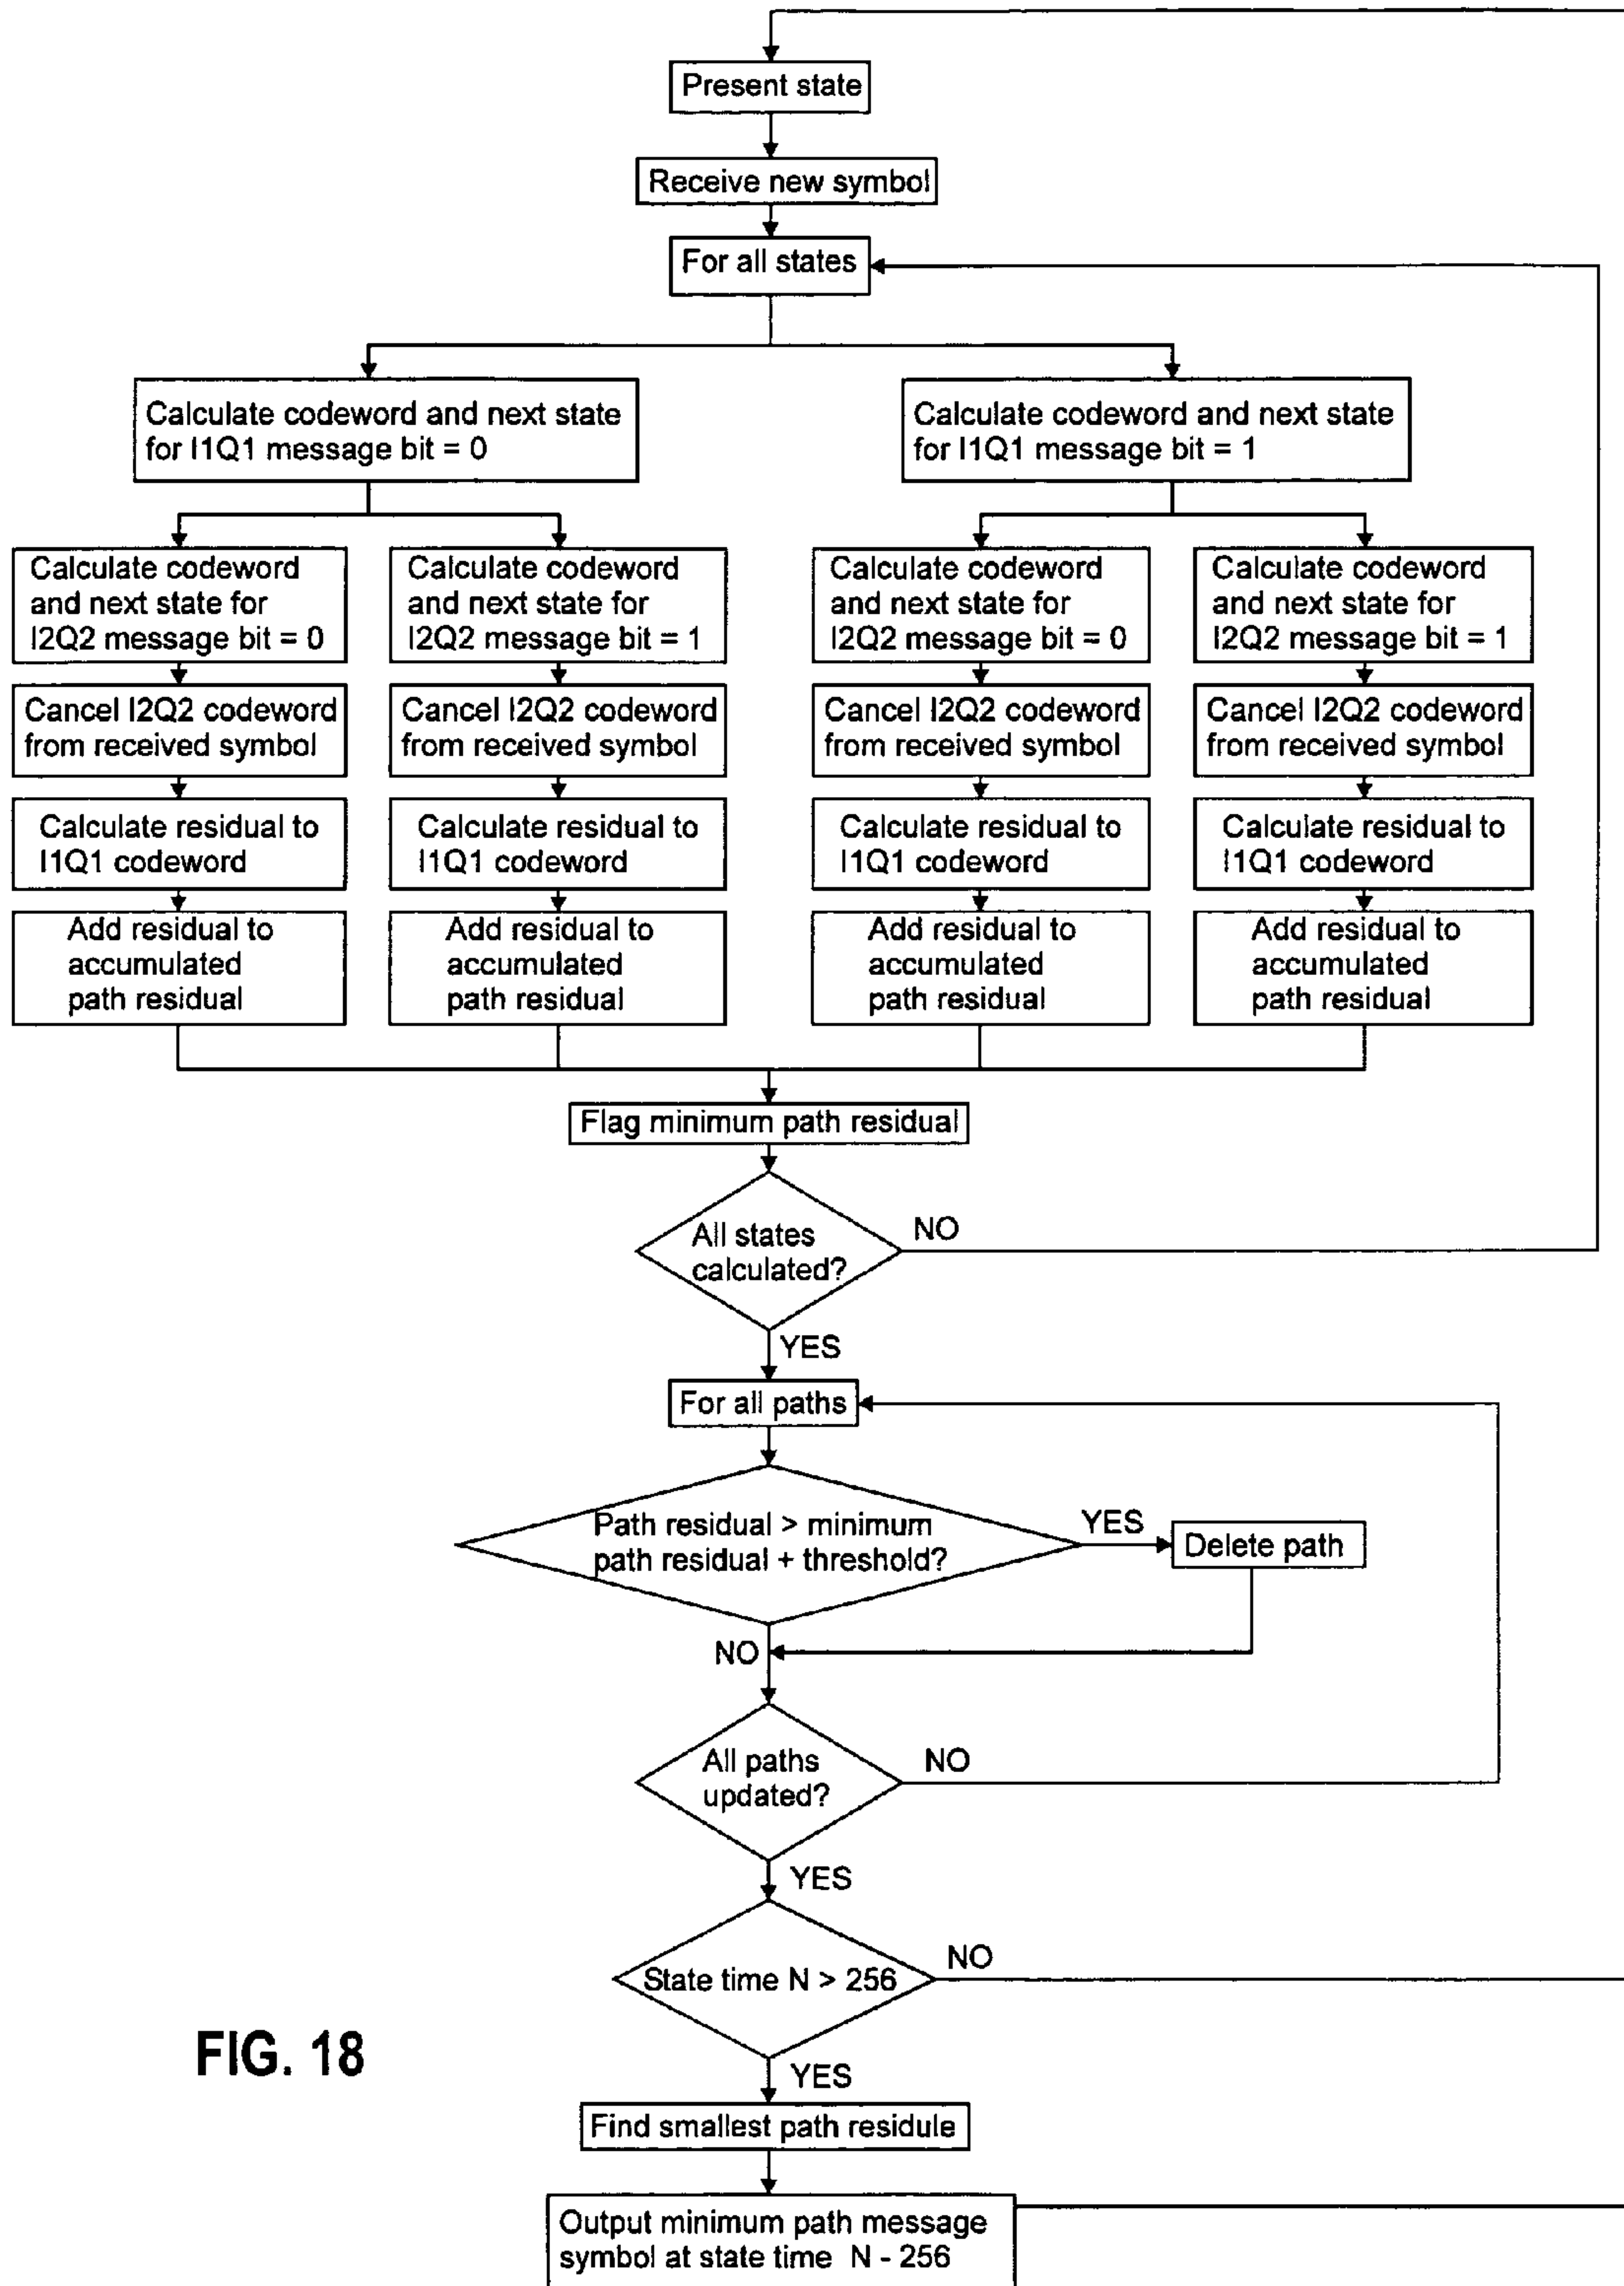 Present state
Receive new symbol
For all states
Calculate codeword and next state
for I1Q1 message bit = 0
Calculate codeword and next state
for I1Q1 message bit = 1
Calculate codeword
and next state for
I2Q2 message bit = 0
Calculate codeword
and next state for
I2Q2 message bit = 1
Calculate codeword
and next state for
I2Q2 message bit = 0
Calculate codeword
and next state for
I2Q2 message bit = 1
Cancel I2Q2 codeword
from received symbol
Cancel I2Q2 codeword
from received symbol
Cancel I2Q2 codeword
from received symbol
Cancel I2Q2 codeword
from received symbol
Calculate residual to
I1Q1 codeword
Calculate residual to
I1Q1 codeword
Calculate residual to
I1Q1 codeword
Calculate residual to
I1Q1 codeword
Add residual to
accumulated
path residual
Add residual to
accumulated
path residual
Add residual to
accumulated
path residual
Add residual to
accumulated
path residual
Flag minimum path residual
All states
calculated?
NO
YES
For all paths
Path residual > minimum
path residual + threshold?
YES
Delete path
NO
All paths
updated?
NO
YES
State time N > 256
NO
YES
FIG. 18
Find smallest path residule
Output minimum path message
symbol at state time N - 256